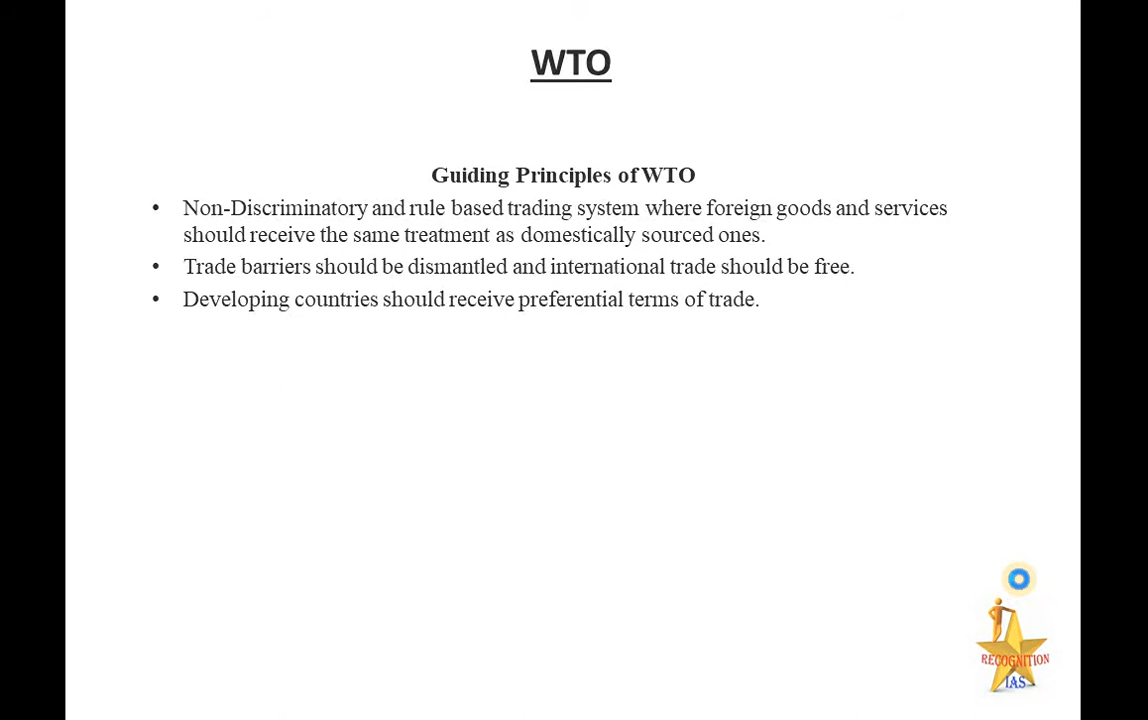 WTO
Guiding Principles of WTO
• Non-Discriminatory and rule based trading system where foreign goods and services
should receive the same treatment as domestically sourced ones.
• Trade barriers should be dismantled and international trade should be free.
• Developing countries should receive preferential terms of trade.
RECOGNITION
IAS